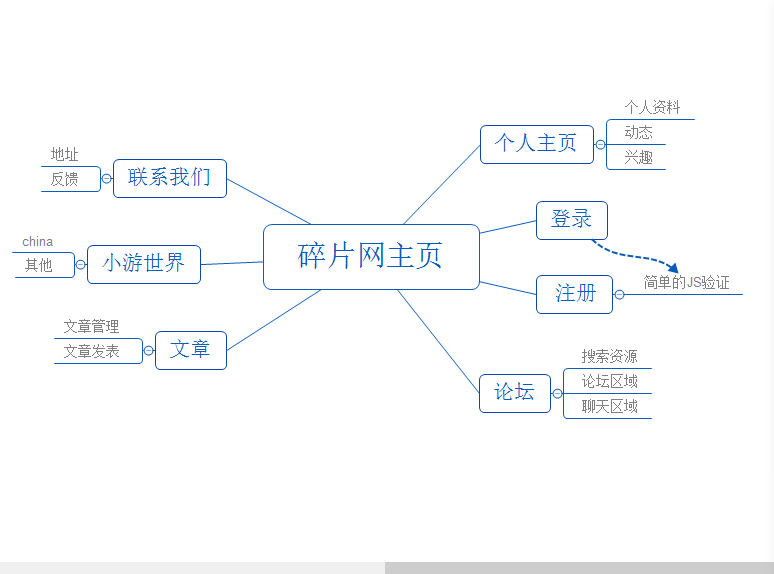 碎片网主页
个人主页
个人资料
动态
兴趣
登录
注册
简单的JS验证
论坛
搜索资源
论坛区域
聊天区域
联系我们
地址
反馈
小游世界
china
其他
文章
文章管理
文章发表